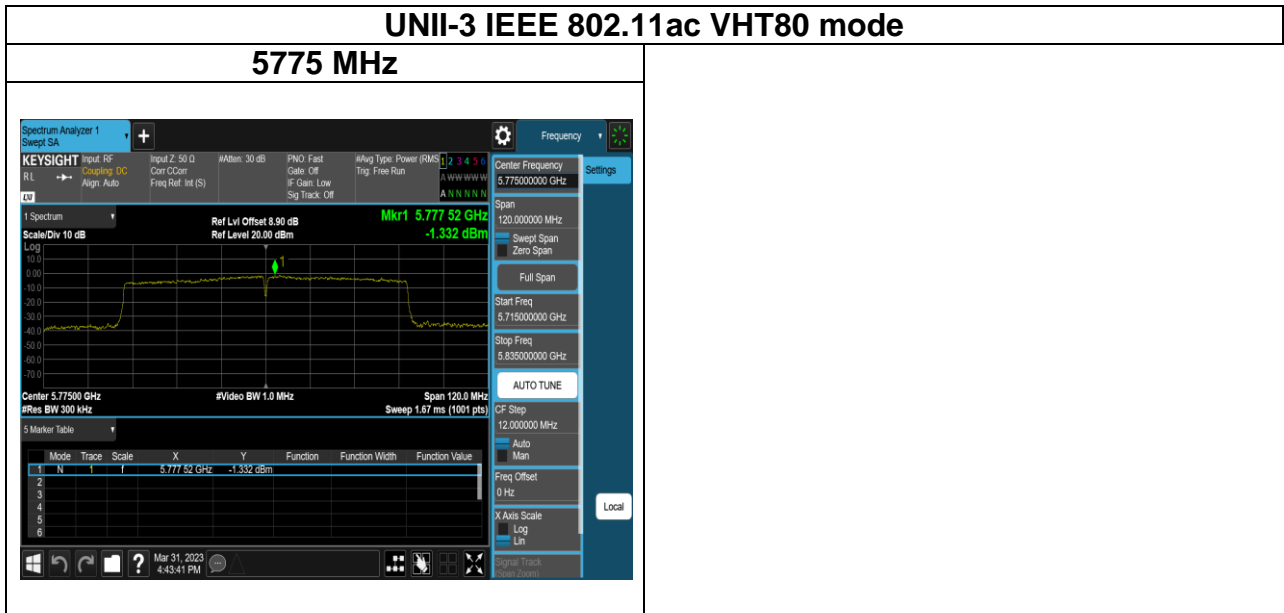 UNII-3 IEEE 802.11ac VHT80 mode
5775 MHz
Spectrum Analyzer 1
Swept SA
+
Frequency
KEYSIGHT
RL
LXI
Input: RF
Coupling: DC
Align: Auto
Input Z: 50 Ω
Corr CCorr
Freq Ref: Int (S)
#Atten: 30 dB
PNO: Fast
Gate: Off
IF Gain: Low
Sig Track: Off
#Avg Type: Power (RMS
Trig: Free Run
1 2 3 4 5 6
A WW WW W
A N N N N N
Center Frequency
5.775000000 GHz
Settings
Span
120.000000 MHz
Swept Span
Zero Span
Full Span
Start Freq
5.715000000 GHz
Stop Freq
5.835000000 GHz
AUTO TUNE
CF Step
12.000000 MHz
Auto
Man
Freq Offset
0 Hz
X Axis Scale
Log
Lin
Signal Track
(Span Zoom)
Local
1 Spectrum
Scale/Div 10 dB
Ref Lvl Offset 8.90 dB
Ref Level 20.00 dBm
Mkr1 5.777 52 GHz
-1.332 dBm
Log
10.0
0.00
-10.0
-20.0
-30.0
-40.0
-50.0
-60.0
-70.0
1
Center 5.77500 GHz
#Res BW 300 kHz
#Video BW 1.0 MHz
Span 120.0 MHz
Sweep 1.67 ms (1001 pts)
5 Marker Table
Mode Trace Scale X Y Function Function Width Function Value
1 N 1 f 5.777 52 GHz -1.332 dBm
2
3
4
5
6
?
Mar 31, 2023
4:43:41 PM